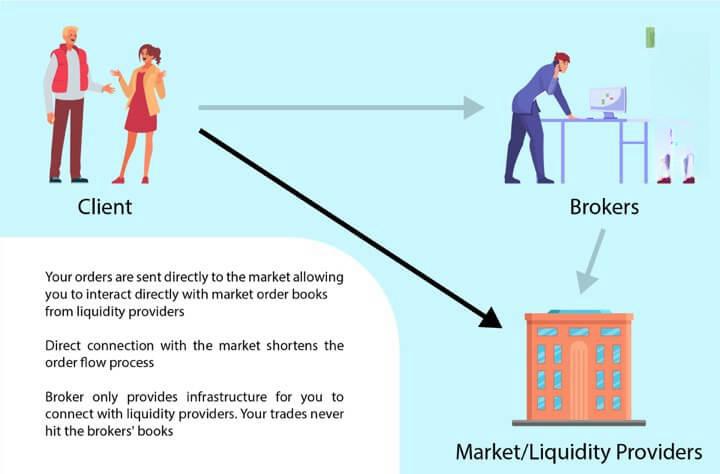 Client
Brokers
Your orders are sent directly to the market allowing
you to interact directly with market order books
from liquidity providers
Direct connection with the market shortens the
order flow process
Broker only provides infrastructure for you to
connect with liquidity providers. Your trades never
hit the brokers' books
Market/Liquidity Providers